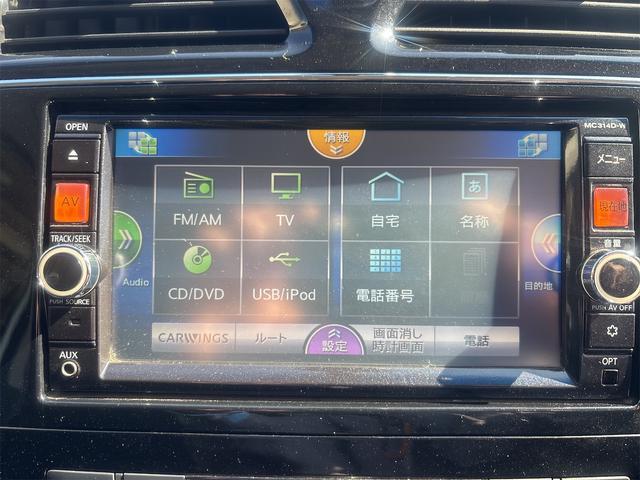 OPEN
MC314D-W
情報
メニュー
AV
現在地
FM/AM
TV
自宅
名称
あ
TRACK/SEEK
音量
Audio
目的地
CD/DVD
USB/iPod
電話番号
PUSH SOURCE
PUSH AV OFF
CARWINGS
ルート
設定
画面消し
時計画面
電話
AUX
OPT